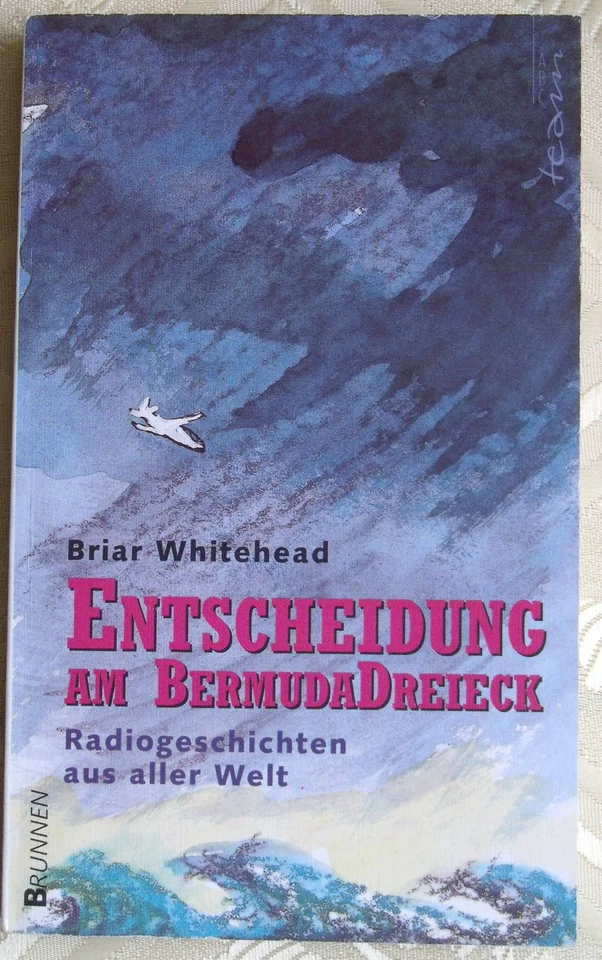 ABC
team
Briar Whitehead
ENTSCHEIDUNG
AM BERMUDADREIECK
Radiogeschichten
aus aller Welt
BRUNNEN